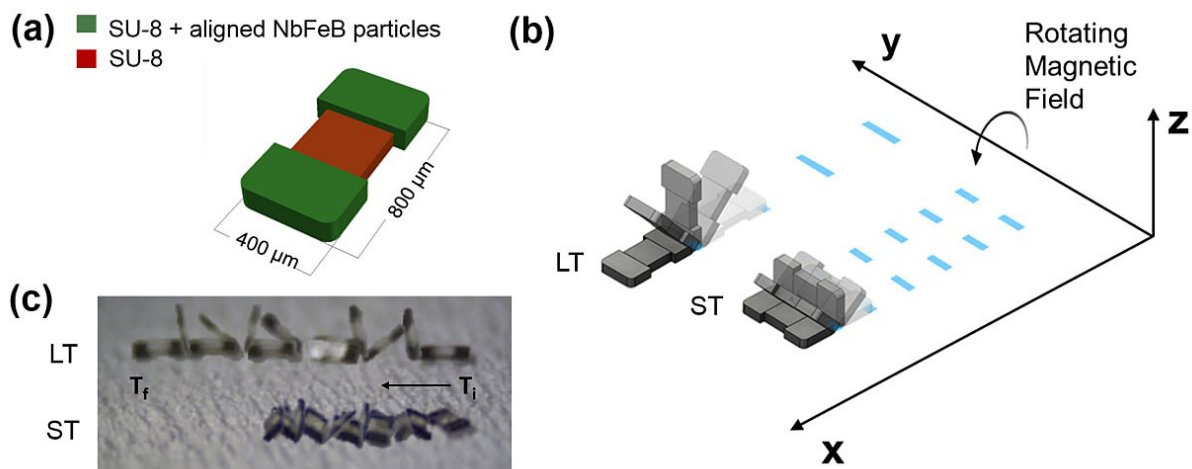 (a)
SU-8 + aligned NbFeB particles
SU-8
400 µm
800 µm
(b)
Rotating
Magnetic
Field
y
z
x
LT
ST
(c)
LT
ST
Tf
Ti